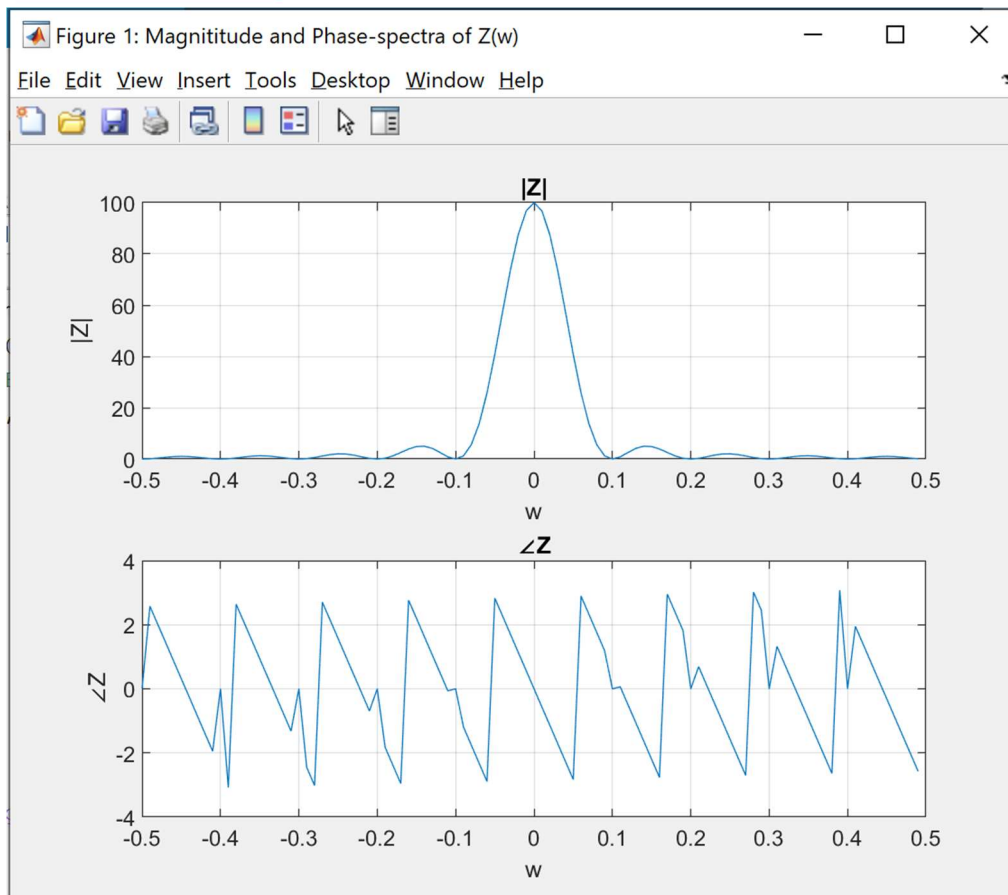 Figure 1: Magnititude and Phase-spectra of Z(w)
File Edit View Insert Tools Desktop Window Help
|Z|
100
80
60
40
20
0
|Z|
-0.5 -0.4 -0.3 -0.2 -0.1 0 0.1 0.2 0.3 0.4 0.5
w
∠Z
4
2
0
-2
-4
∠Z
-0.5 -0.4 -0.3 -0.2 -0.1 0 0.1 0.2 0.3 0.4 0.5
w